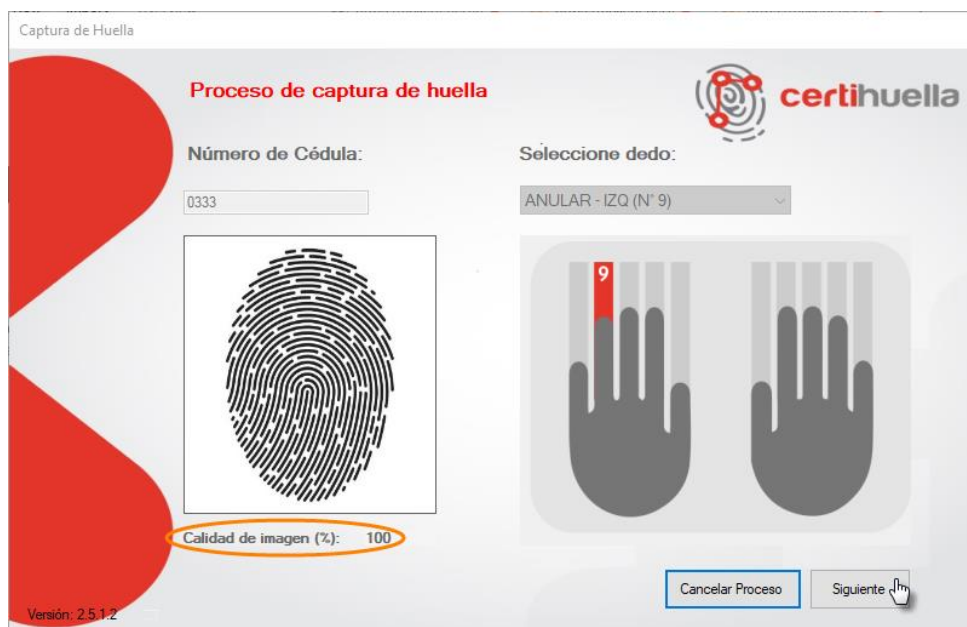 Captura de Huella
Proceso de captura de huella
certihuella
Número de Cédula:
Seleccione dedo:
0333
ANULAR - IZQ (N° 9)
9
Calidad de imagen (%): 100
Cancelar Proceso
Siguiente
Versión: 2.5.1.2